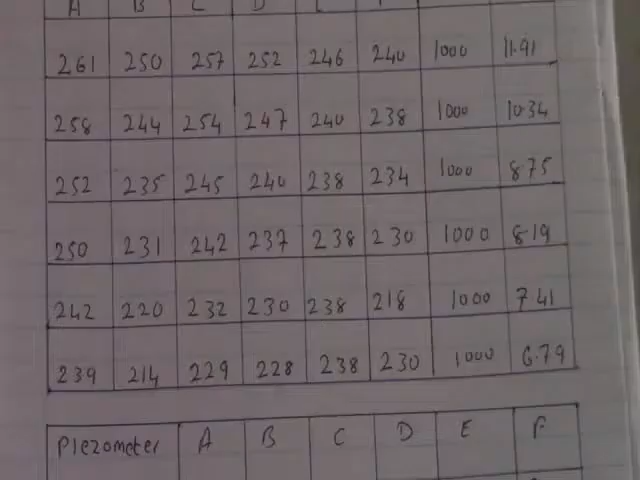 A B C D
261 250 257 252 246 240 1000 11.91
258 244 254 247 240 238 1000 10.34
252 235 245 240 238 234 1000 8.75
250 231 242 237 238 230 1000 8.19
242 220 232 230 238 218 1000 7.41
239 214 229 228 238 230 1000 6.79
Piezometer A B C D E F